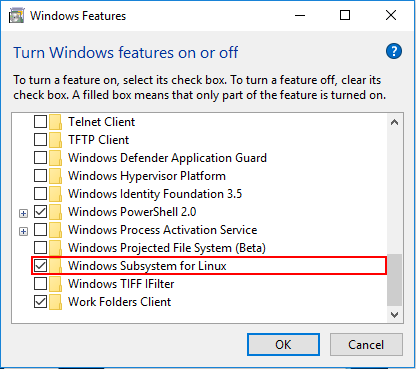 Windows Features
Turn Windows features on or off
To turn a feature on, select its check box. To turn a feature off, clear its
check box. A filled box means that only part of the feature is turned on.
Telnet Client
TFTP Client
Windows Defender Application Guard
Windows Hypervisor Platform
Windows Identity Foundation 3.5
Windows PowerShell 2.0
Windows Process Activation Service
Windows Projected File System (Beta)
Windows Subsystem for Linux
Windows TIFF IFilter
Work Folders Client
OK
Cancel